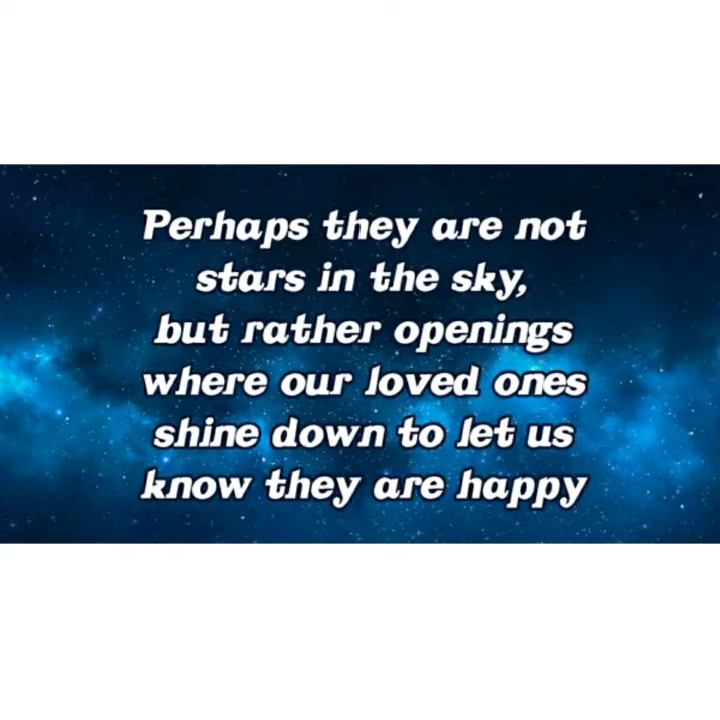 Perhaps they are not
stars in the sky,
but rather openings
where our loved ones
shine down to let us
know they are happy